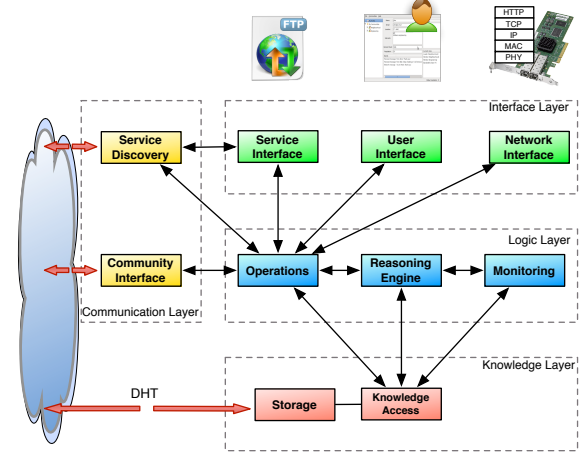 FTP
HTTP
TCP
IP
MAC
PHY
Interface Layer
Service
Discovery
Service
Interface
User
Interface
Network
Interface
Logic Layer
Community
Interface
Operations
Reasoning
Engine
Monitoring
Communication Layer
Knowledge Layer
DHT
Storage
Knowledge
Access